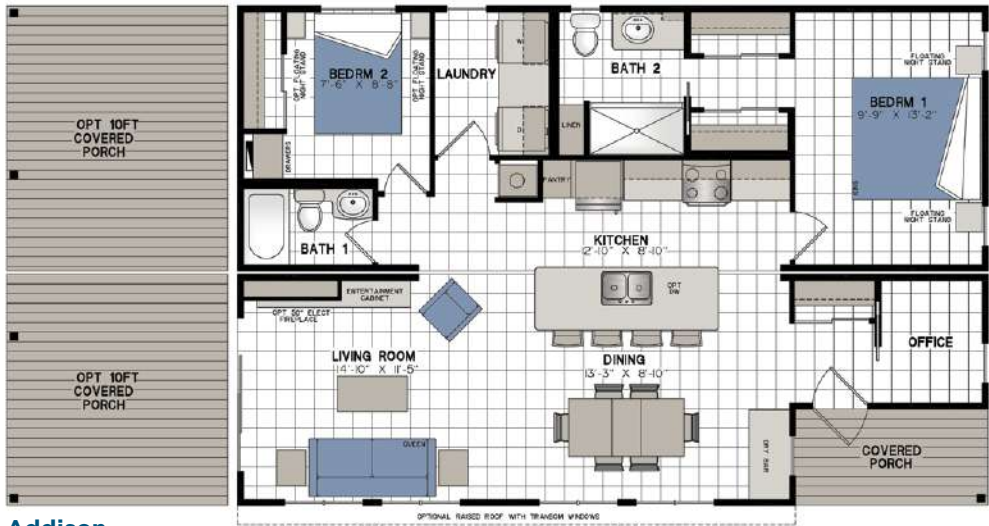 OPT 10FT
COVERED
PORCH
OPT FLOATING
NIGHT STAND
BEDRM 2
7'-6" X 8'-8"
OPT FLOATING
NIGHT STAND
DRAWERS
LAUNDRY
W
D
BATH 2
LINEN
FLOATING
NIGHT STAND
BEDRM 1
9'-9" X 13'-2"
KING
FLOATING
NIGHT STAND
PANTRY
BATH 1
KITCHEN
12'-10" X 8'-10"
OPT
DW
OPT 10FT
COVERED
PORCH
ENTERTAINMENT
CABINET
OPT 50" ELECT
FIREPLACE
LIVING ROOM
14'-10" X 11'-5"
QUEEN
DINING
13'-3" X 8'-10"
DRY BAR
OFFICE
COVERED
PORCH
OPTIONAL RAISED ROOF WITH TRANSOM WINDOWS
Addison